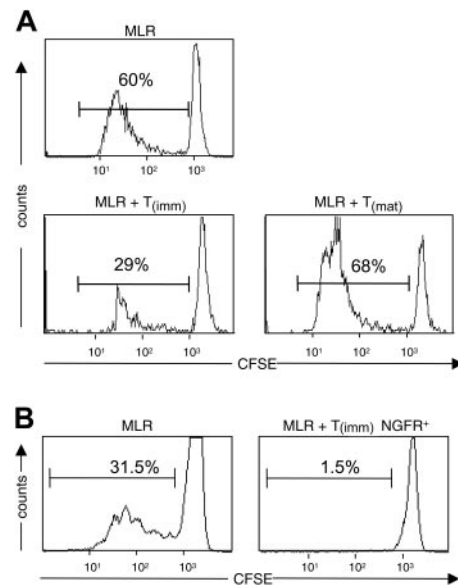 A
MLR
60%
10¹ 10² 10³
counts
MLR + T(imm) MLR + T(mat)
29% 68%
10¹ 10² 10³ 10¹ 10² 10³
CFSE
B
MLR MLR + T(imm) NGFR⁺
31.5% 1.5%
counts
10¹ 10² 10³ 10¹ 10² 10³
CFSE